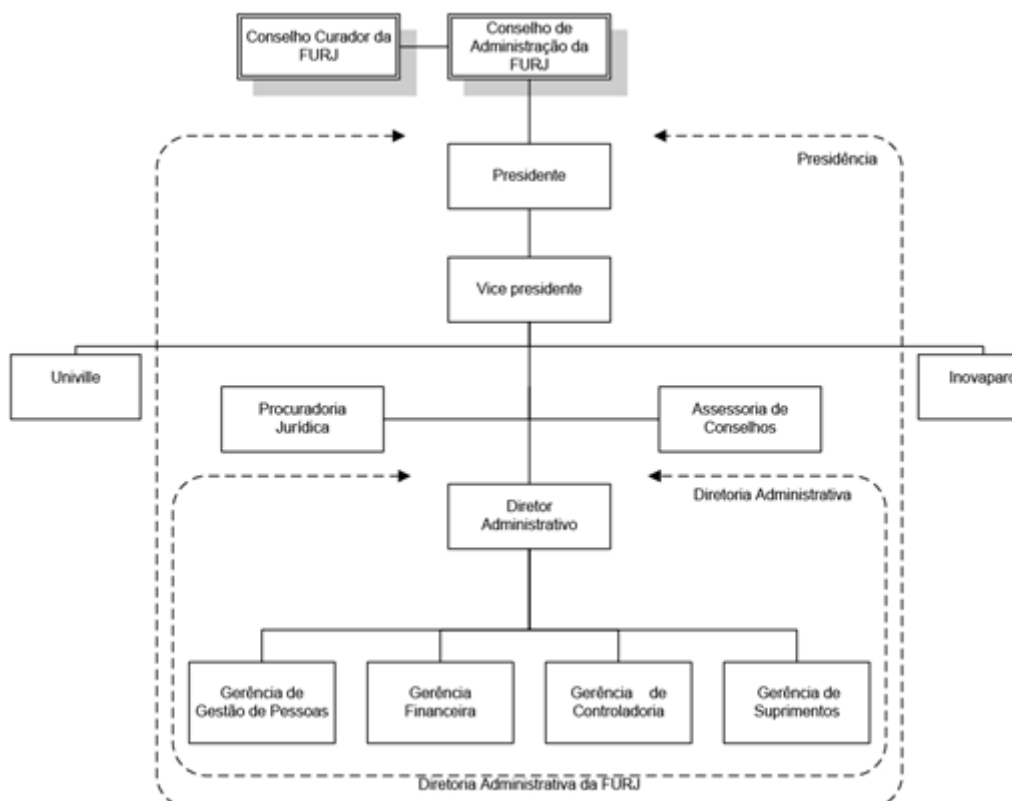 Conselho Curador da
FURJ
Conselho de
Administração da
FURJ
Presidência
Presidente
Vice presidente
Univille
Inovaparq
Procuradoria
Jurídica
Assessoria de
Conselhos
Diretoria Administrativa
Diretor
Administrativo
Gerência de
Gestão de Pessoas
Gerência
Financeira
Gerência de
Controladoria
Gerência de
Suprimentos
Diretoria Administrativa da FURJ